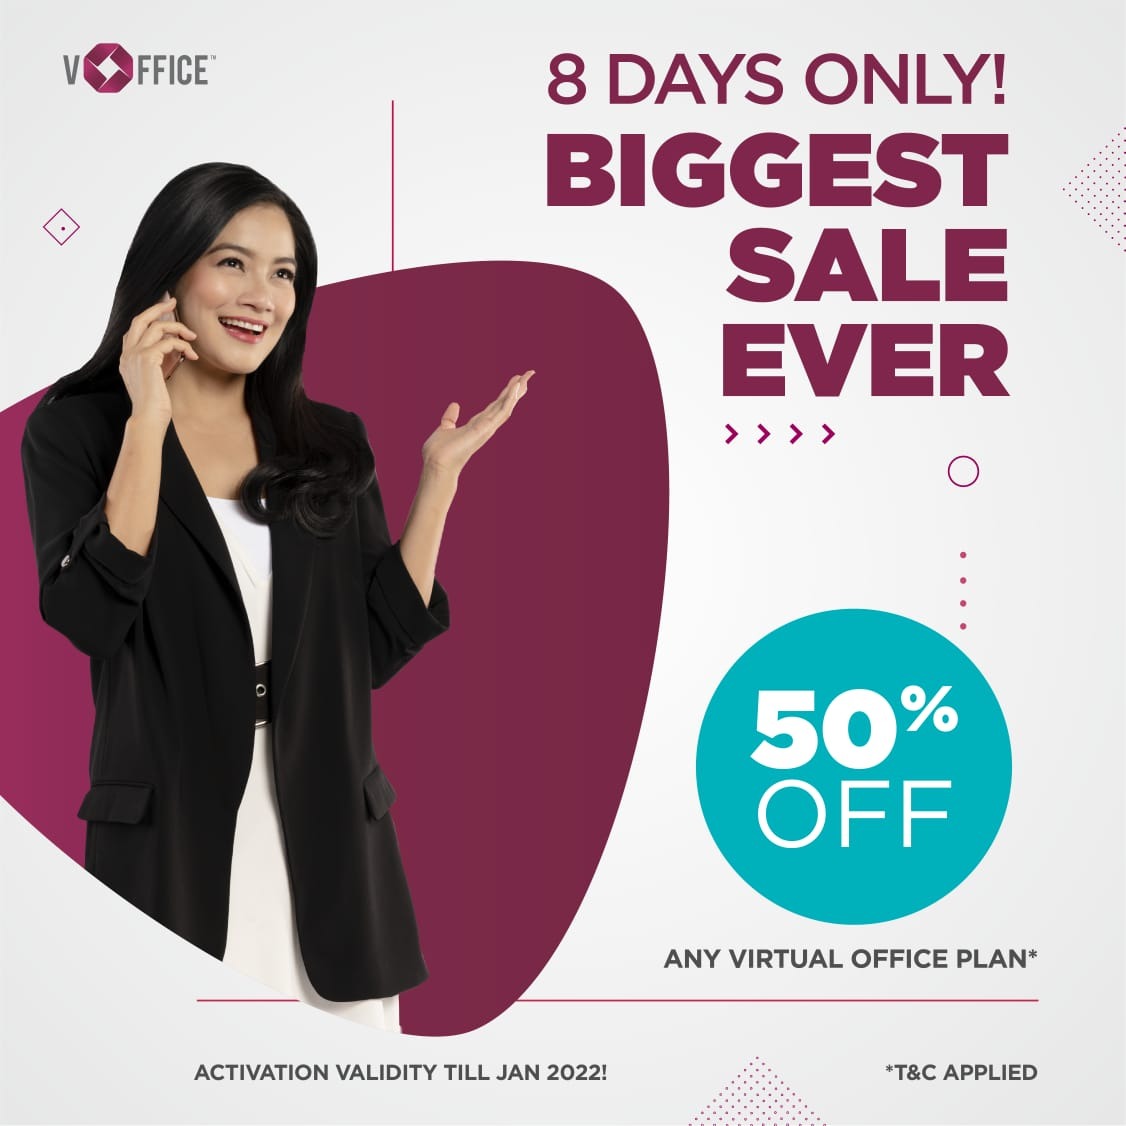 VOFFICE™
8 DAYS ONLY!
BIGGEST
SALE
EVER
50%
OFF
ANY VIRTUAL OFFICE PLAN*
ACTIVATION VALIDITY TILL JAN 2022!
*T&C APPLIED